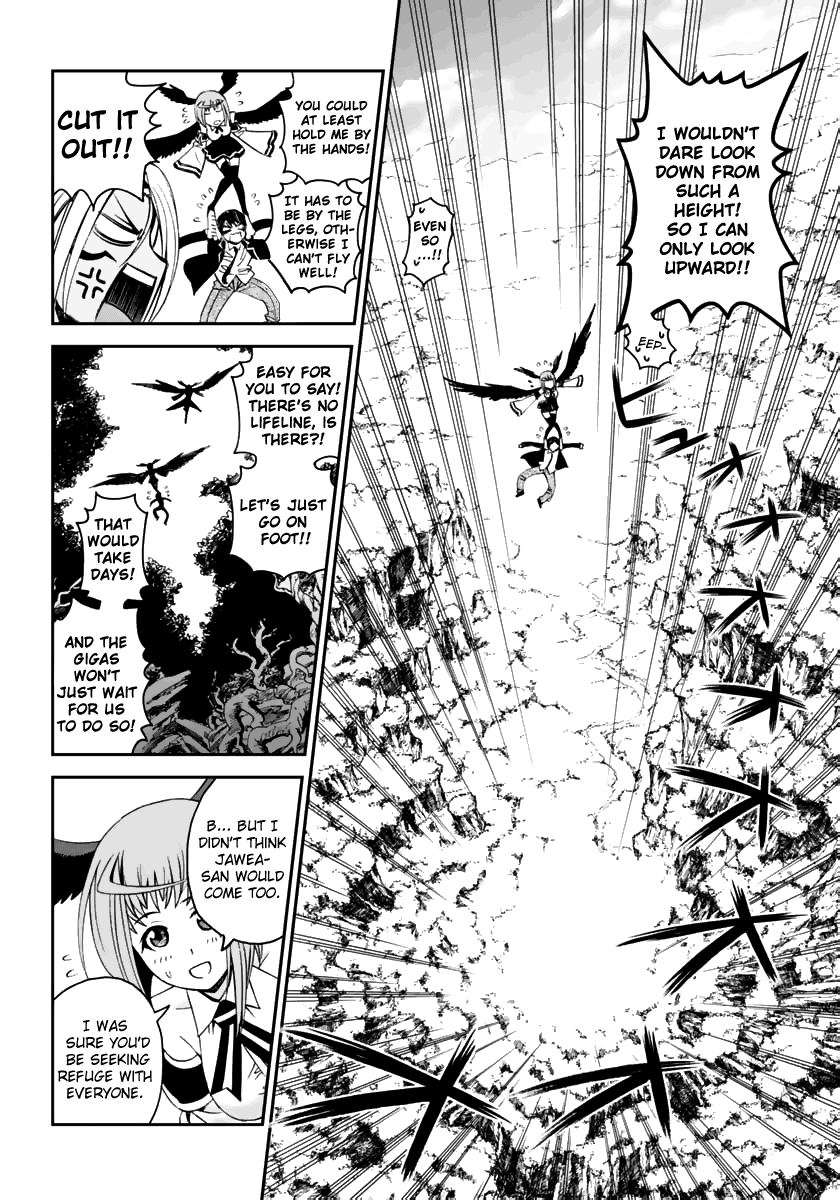 I WOULDN'T
DARE LOOK
DOWN FROM
SUCH A
HEIGHT!
SO I CAN
ONLY LOOK
UPWARD!!
EEP-
EVEN
SO
...!!
YOU COULD
AT LEAST
HOLD ME BY
THE HANDS!
IT HAS TO
BE BY THE
LEGS, OTH-
ERWISE I
CAN'T FLY
WELL!
CUT IT
OUT!!
EASY FOR
YOU TO SAY!
THERE'S NO
LIFELINE, IS
THERE?!
LET'S JUST
GO ON
FOOT!!
THAT
WOULD
TAKE
DAYS!
AND THE
GIGAS
WON'T
JUST WAIT
FOR US
TO DO SO!
B... BUT I
DIDN'T THINK
JAWEA-
SAN WOULD
COME TOO.
I WAS
SURE YOU'D
BE SEEKING
REFUGE WITH
EVERYONE.